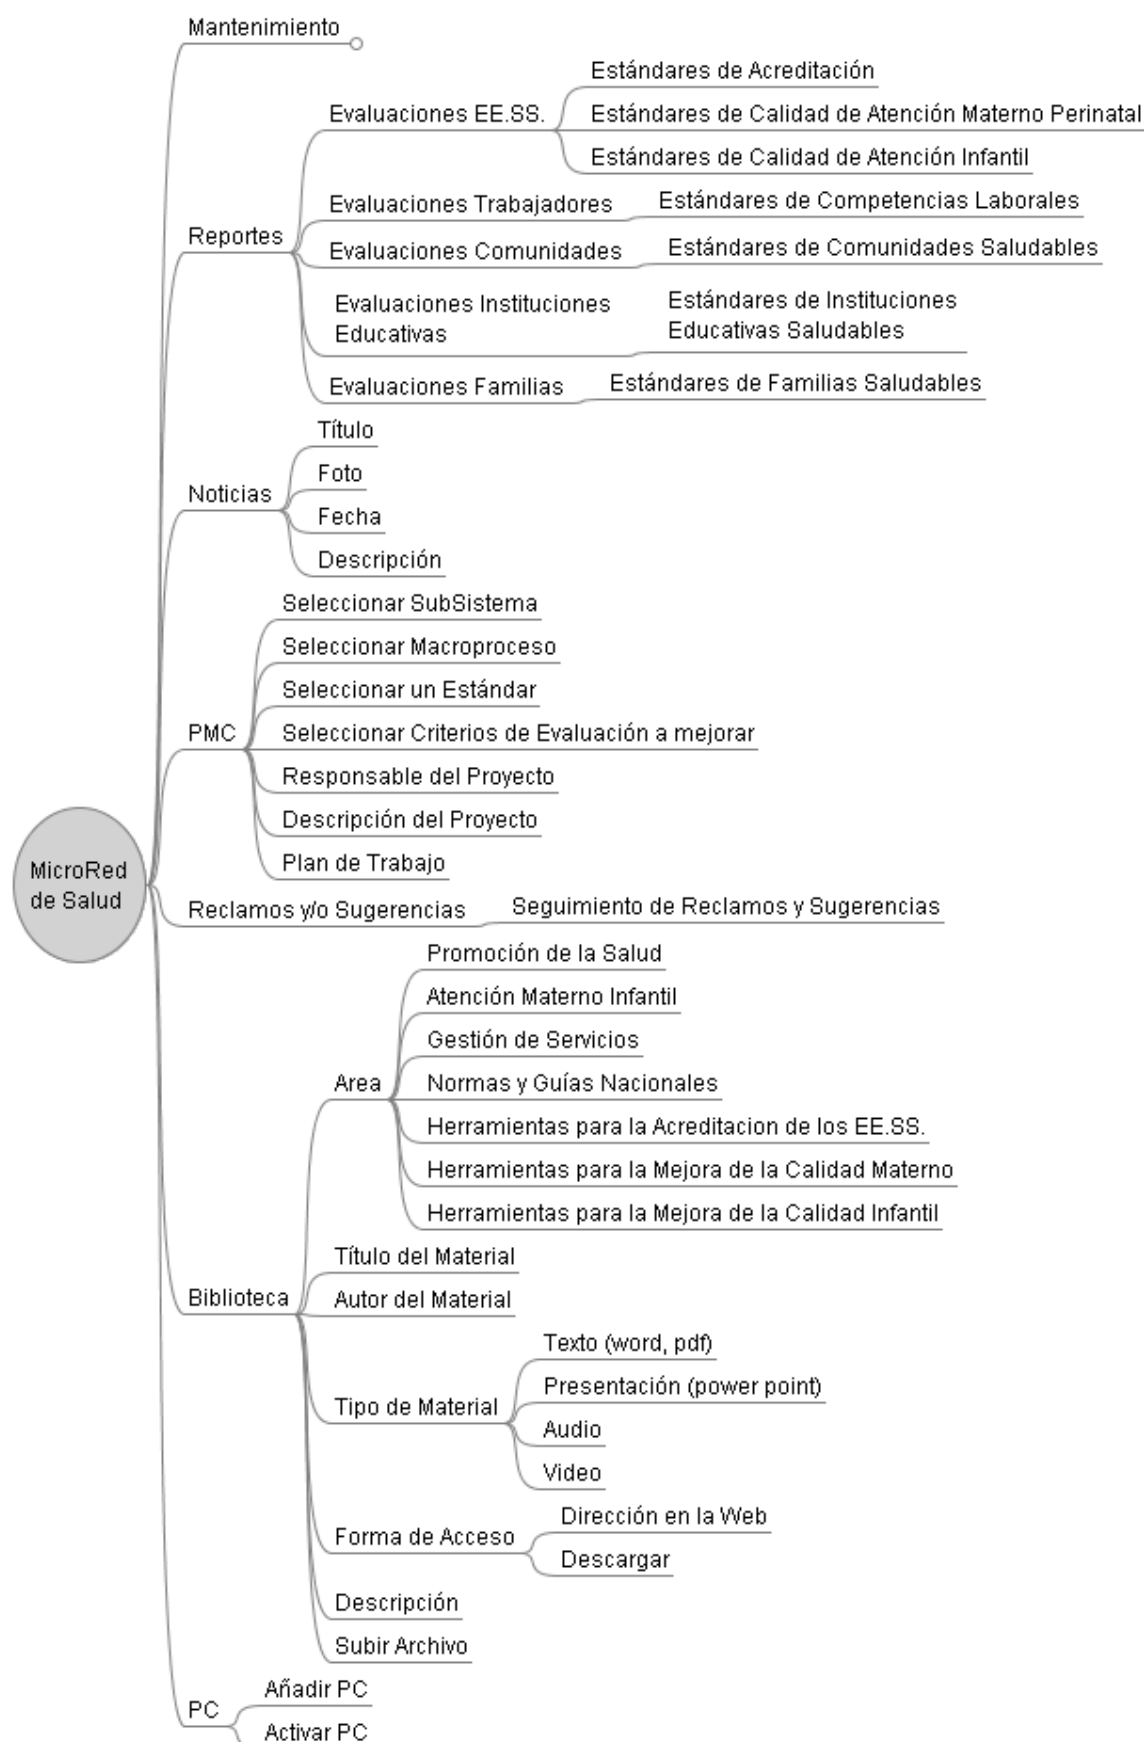 Mantenimiento
Estándares de Acreditación
Evaluaciones EE.SS.
Estándares de Calidad de Atención Materno Perinatal
Estándares de Calidad de Atención Infantil
Evaluaciones Trabajadores
Estándares de Competencias Laborales
Reportes
Evaluaciones Comunidades
Estándares de Comunidades Saludables
Evaluaciones Instituciones
Educativas
Estándares de Instituciones
Educativas Saludables
Evaluaciones Familias
Estándares de Familias Saludables
Título
Foto
Noticias
Fecha
Descripción
Seleccionar SubSistema
Seleccionar Macroproceso
Seleccionar un Estándar
PMC
Seleccionar Criterios de Evaluación a mejorar
Responsable del Proyecto
Descripción del Proyecto
Plan de Trabajo
MicroRed
de Salud
Reclamos y/o Sugerencias
Seguimiento de Reclamos y Sugerencias
Promoción de la Salud
Atención Materno Infantil
Gestión de Servicios
Area
Normas y Guías Nacionales
Herramientas para la Acreditacion de los EE.SS.
Herramientas para la Mejora de la Calidad Materno
Herramientas para la Mejora de la Calidad Infantil
Título del Material
Biblioteca
Autor del Material
Texto (word, pdf)
Presentación (power point)
Tipo de Material
Audio
Video
Dirección en la Web
Forma de Acceso
Descargar
Descripción
Subir Archivo
Añadir PC
PC
Activar PC